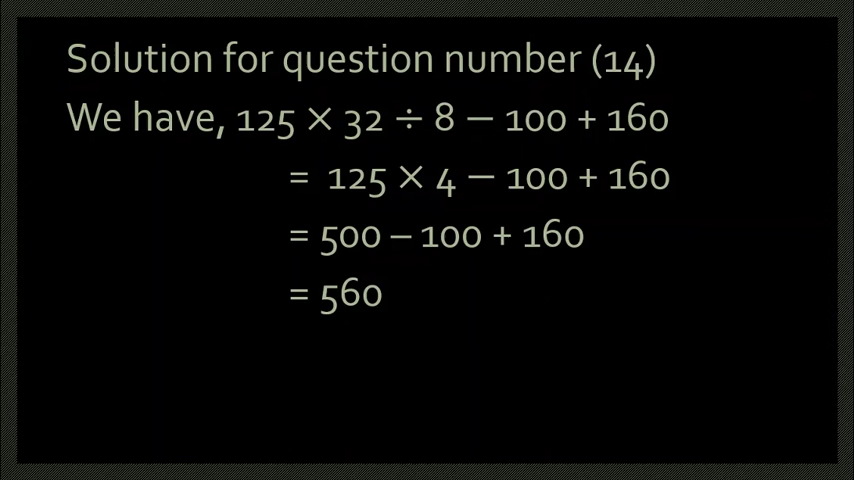 Solution for question number (14)
We have, 125 × 32 ÷ 8 − 100 + 160
= 125 × 4 − 100 + 160
= 500 – 100 + 160
= 560